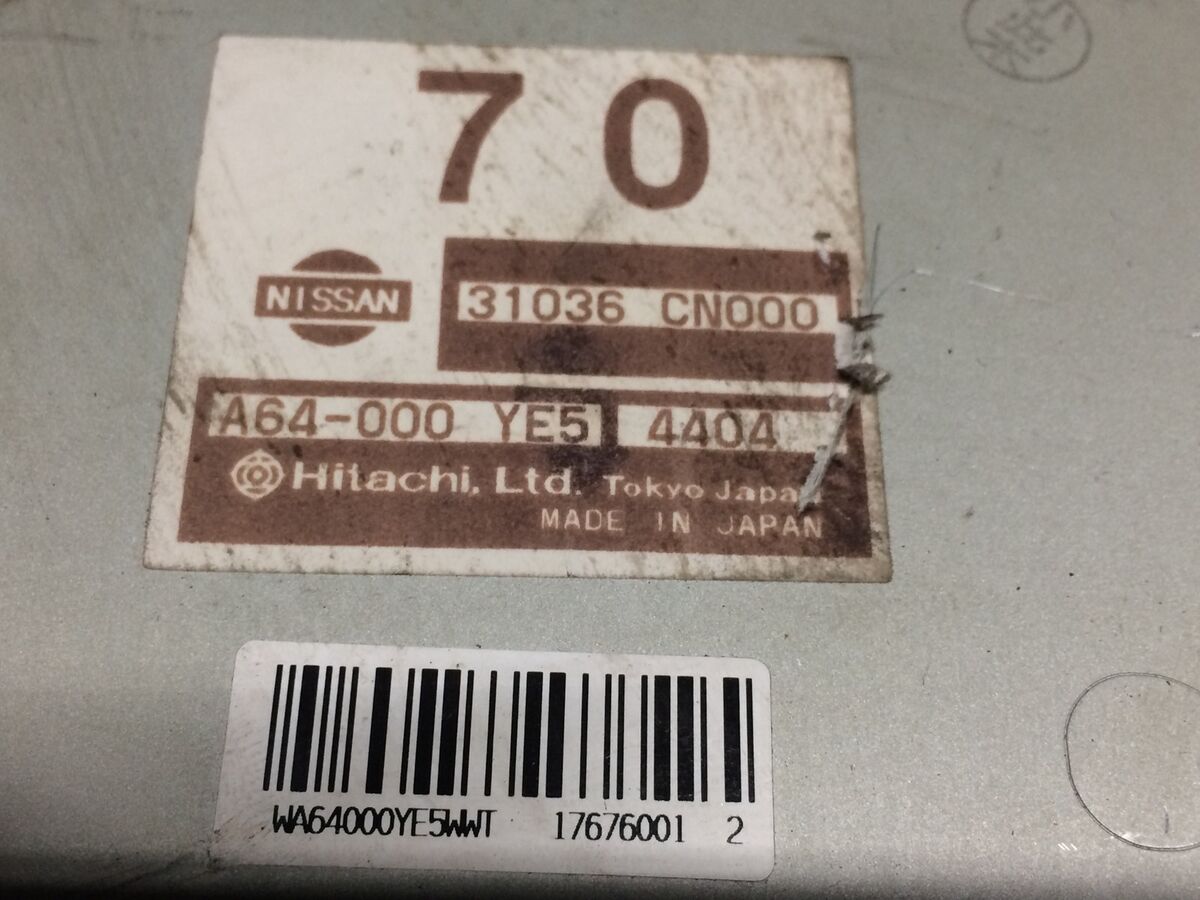 70
NISSAN
31036 CN000
A64-000 YE5 4404
Hitachi, Ltd. Tokyo Japan
MADE IN JAPAN
WA64000YE5WWT 17676001 2